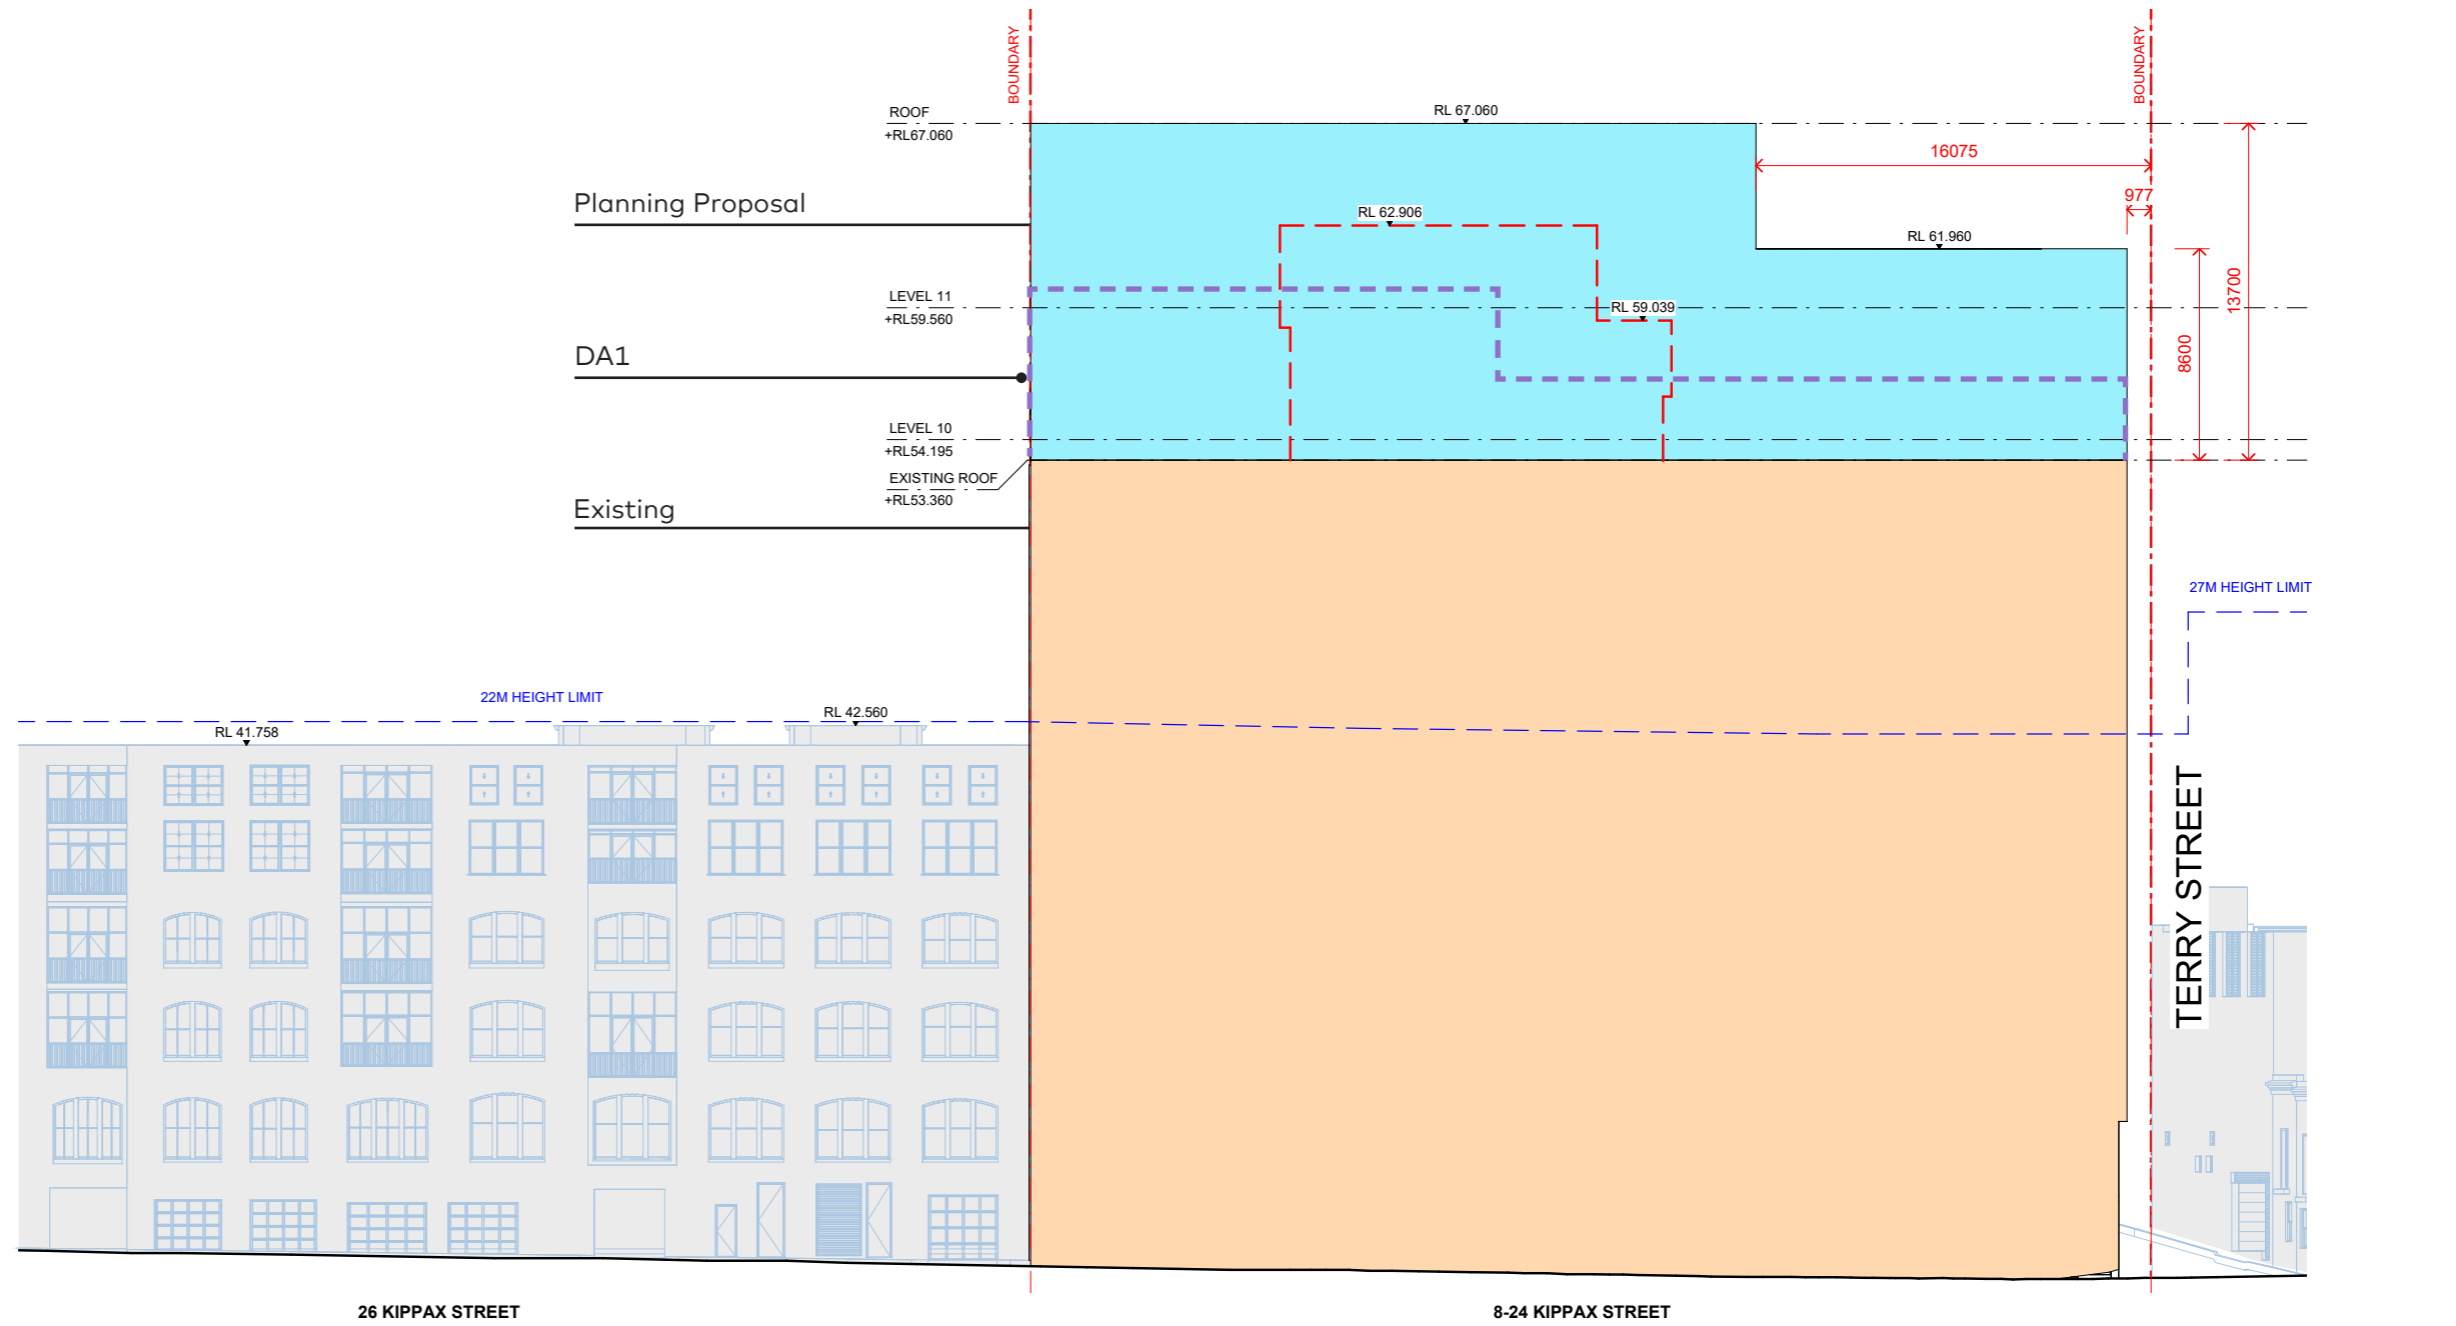 BOUNDARY
BOUNDARY
ROOF
+RL67.060
RL 67.060
16075
977
Planning Proposal
RL 62.906
RL 61.960
LEVEL 11
+RL59.560
RL 59.039
13700
8600
DA1
LEVEL 10
+RL54.195
EXISTING ROOF
+RL53.360
Existing
27M HEIGHT LIMIT
22M HEIGHT LIMIT
RL 42.560
RL 41.758
TERRY STREET
26 KIPPAX STREET
8-24 KIPPAX STREET